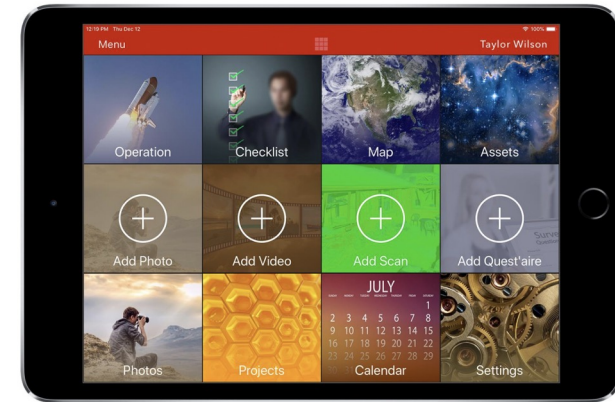 12:19 PM Thu Dec 12
100%
Menu
Taylor Wilson
Operation
Checklist
Map
Assets
Add Photo
Add Video
Add Scan
Add Quest'aire
Photos
Projects
JULY
1
2 3 4 5 6 7 8
9 10 11 12 13 14 15
16 17 18 19 20 21 22
23 24 25 26 27 28 29
Calendar
Settings